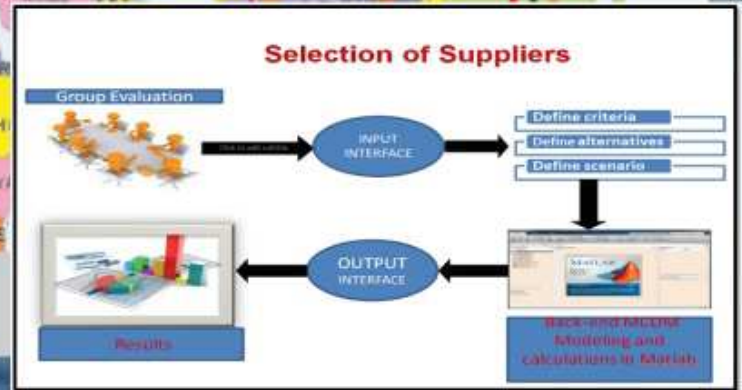 Selection of Suppliers
Group Evaluation
INPUT
INTERFACE
Define criteria
Define alternatives
Define scenario
OUTPUT
INTERFACE
MATLAB
Results
Back-end MCDM
Modeling and
calculations in Matlab